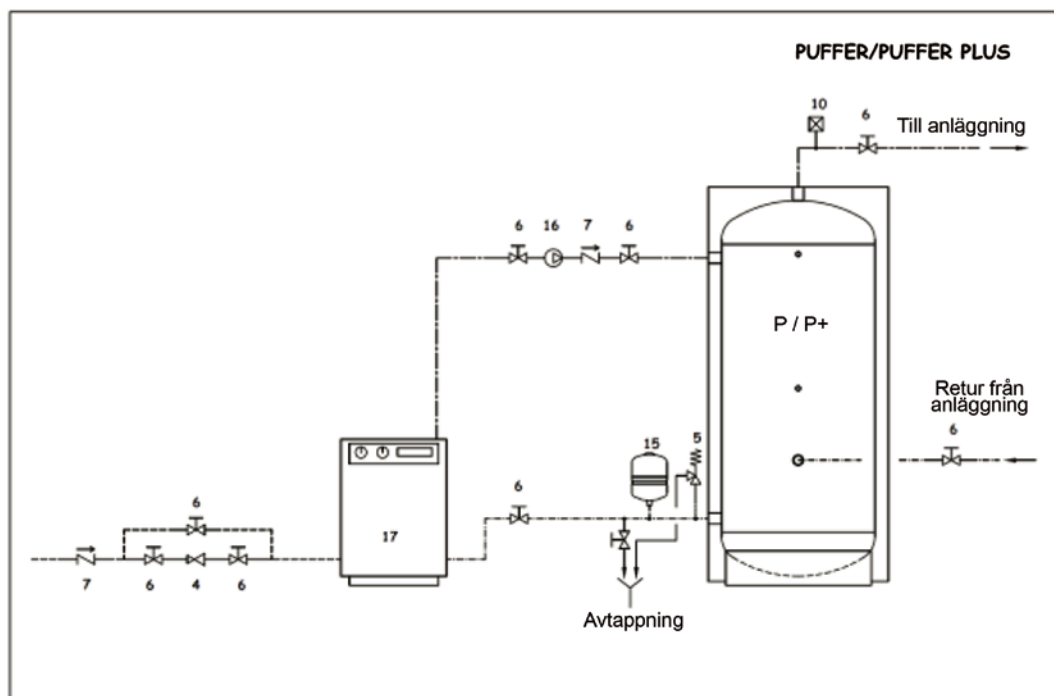 PUFFER/PUFFER PLUS
10
6
Till anläggning
6
16
7
6
P / P+
Retur från
anläggning
6
15
5
6
6
17
7
6
4
6
Avtappning